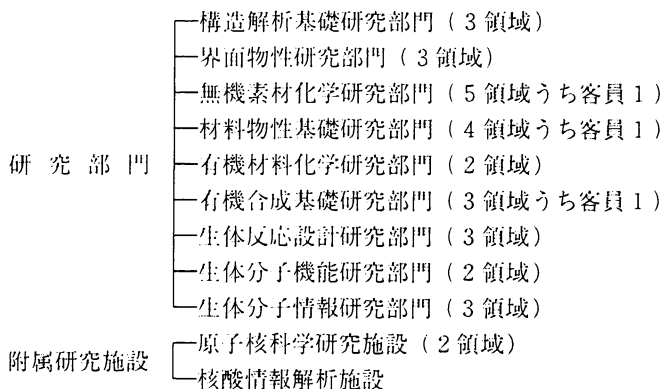 構造解析基礎研究部門(3領域)
界面物性研究部門(3領域)
無機素材化学研究部門(5領域うち客員1)
材料物性基礎研究部門(4領域うち客員1)
研究部門 有機材料化学研究部門(2領域)
有機合成基礎研究部門(3領域うち客員1)
生体反応設計研究部門(3領域)
生体分子機能研究部門(2領域)
生体分子情報研究部門(3領域)
附属研究施設 原子核科学研究施設(2領域)
核酸情報解析施設